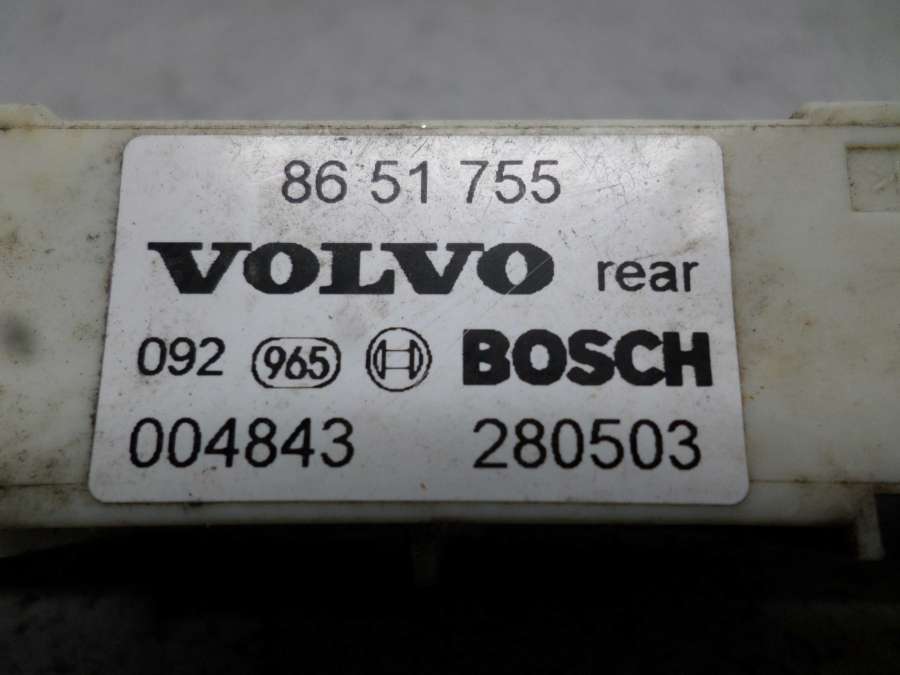 86 51 755
VOLVO rear
092 965 BOSCH
004843 280503